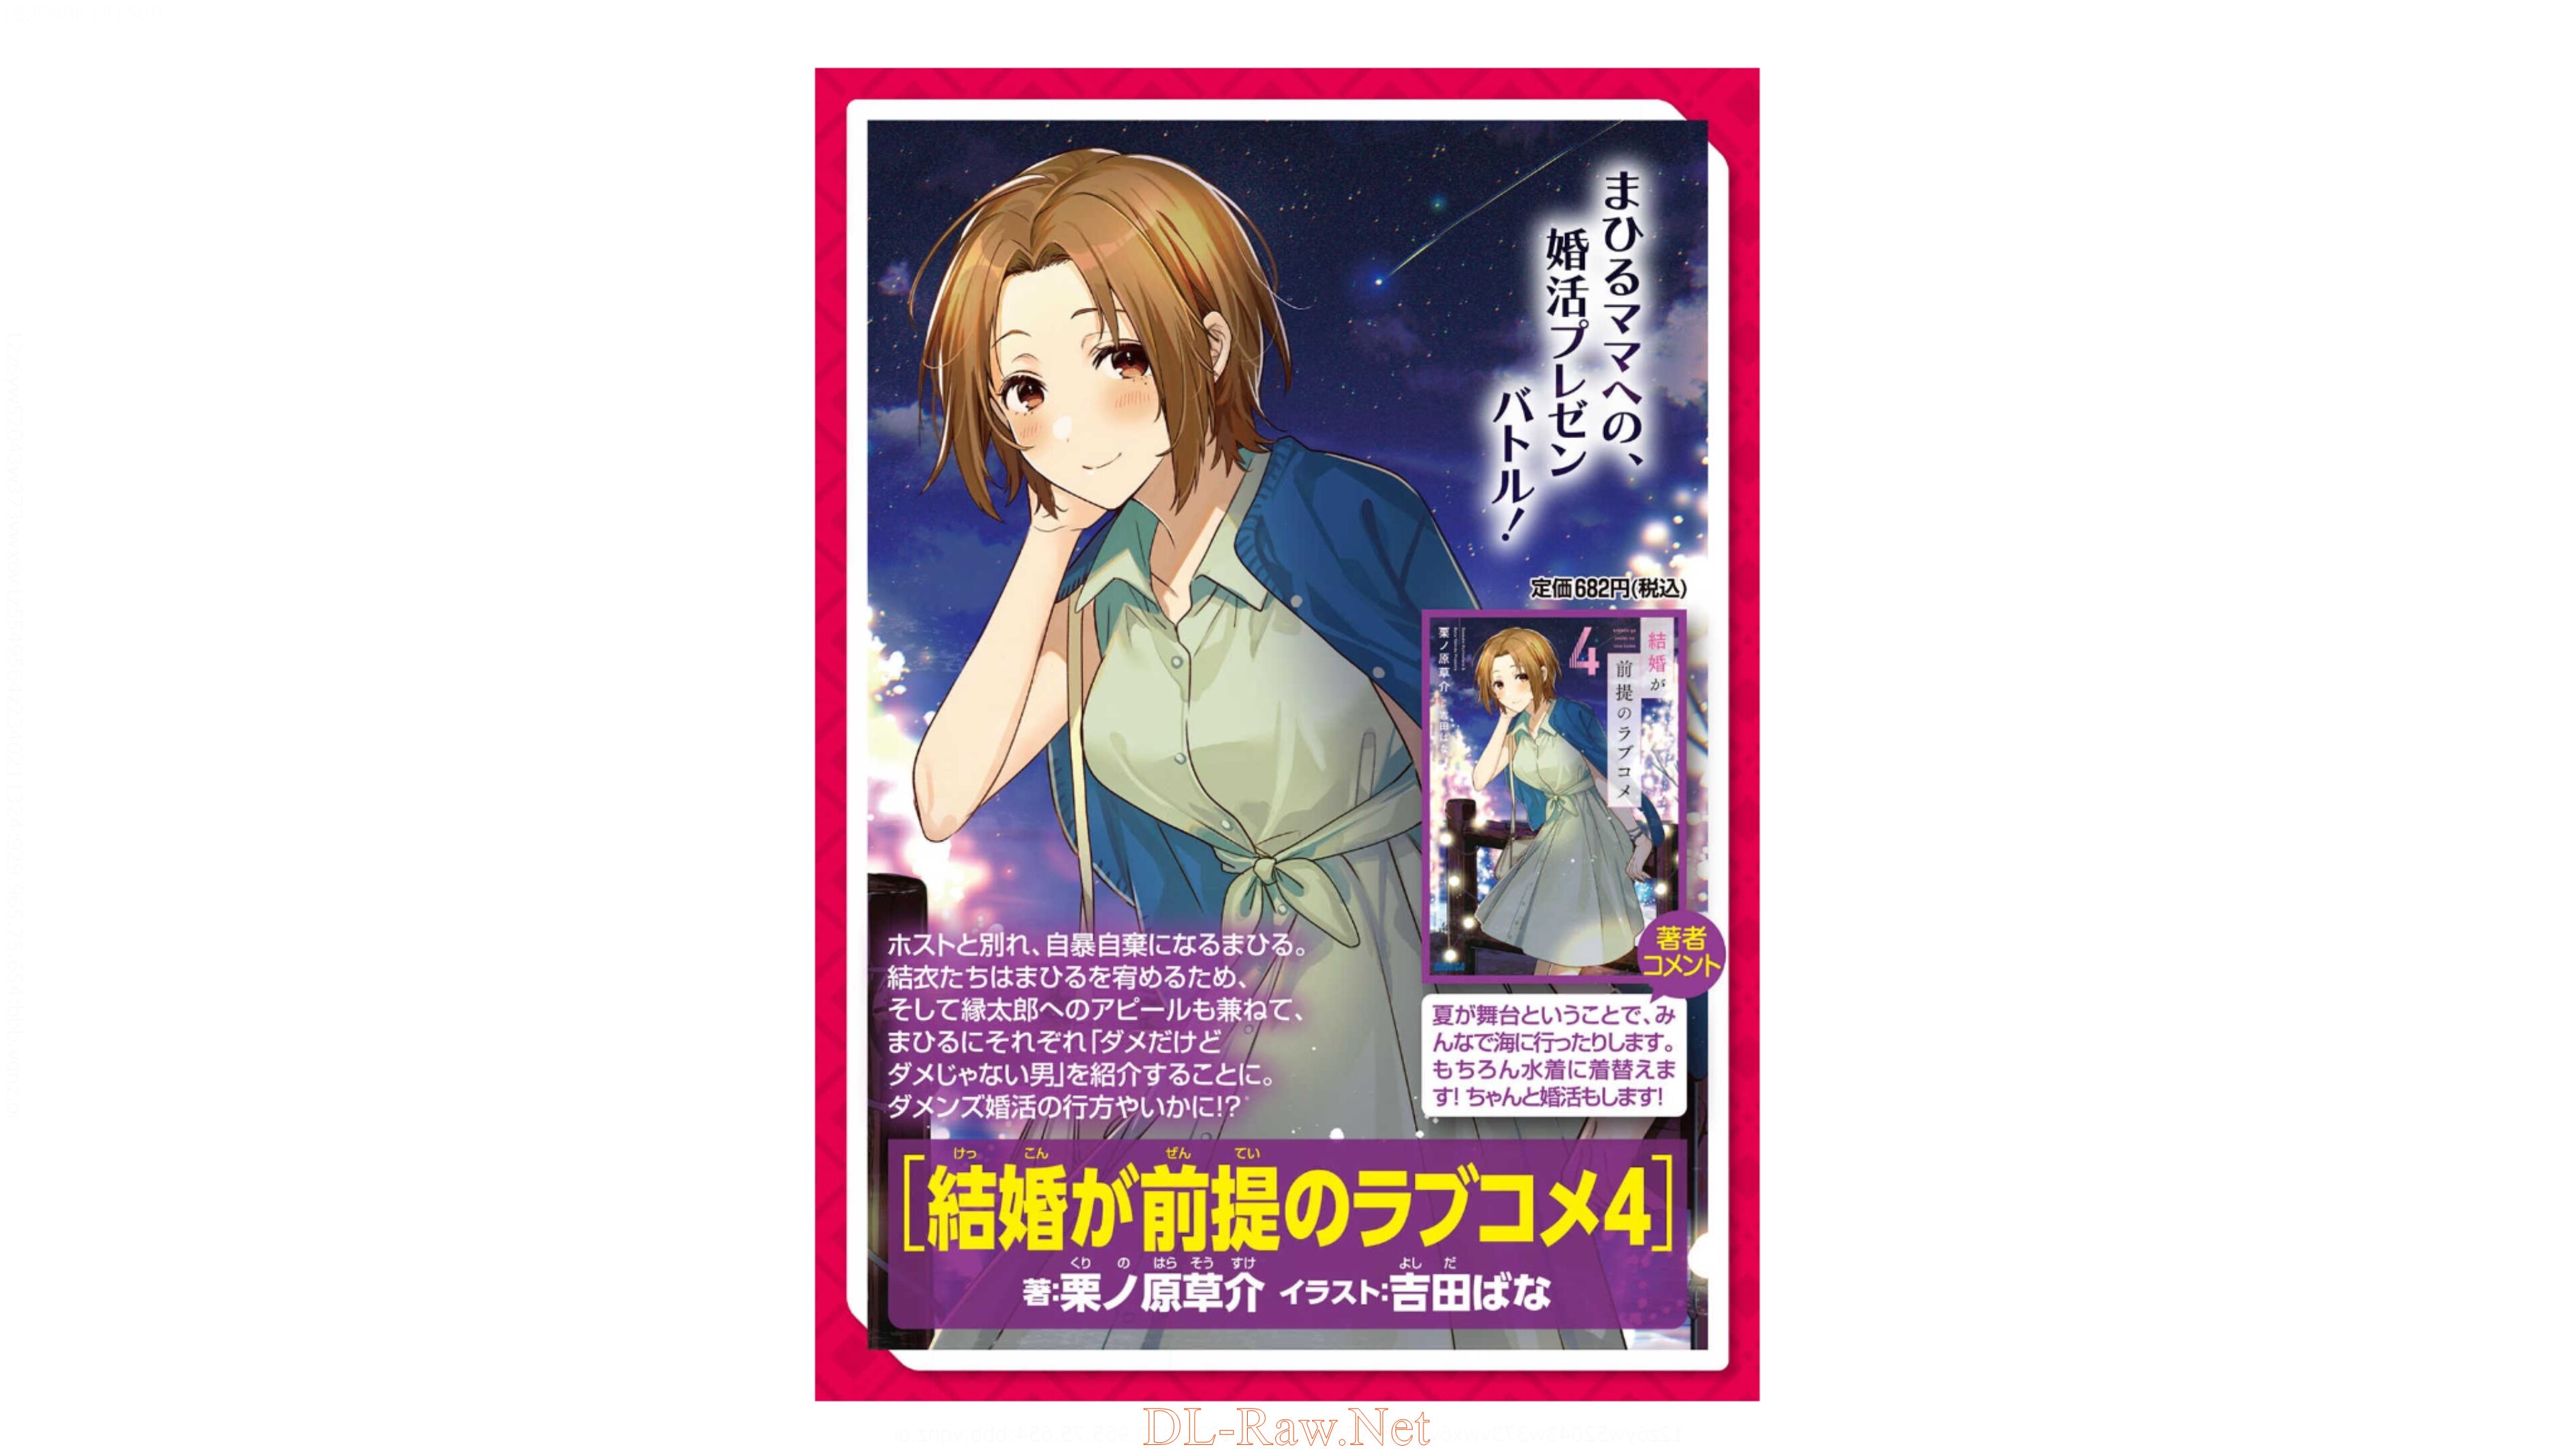 まひるママへの、
婚活プレゼン
バトル!
定価682円(税込)
結婚が
前提のラブコメ
4
栗ノ原草介
著者
コメント
夏が舞台ということで、み
んなで海に行ったりします。
もちろん水着に着替えま
す! ちゃんと婚活もします!
ホストと別れ、自暴自棄になるまひる。
結衣たちはまひるを宥めるため、
そして縁太郎へのアピールも兼ねて、
まひるにそれぞれ「ダメだけど
ダメじゃない男」を紹介することに。
ダメンズ婚活の行方やいかに!?
けっ こん ぜん てい
[結婚が前提のラブコメ4]
くり の はら そう すけ よし だ
著:栗ノ原草介 イラスト:吉田ばな
DL-Raw.Net